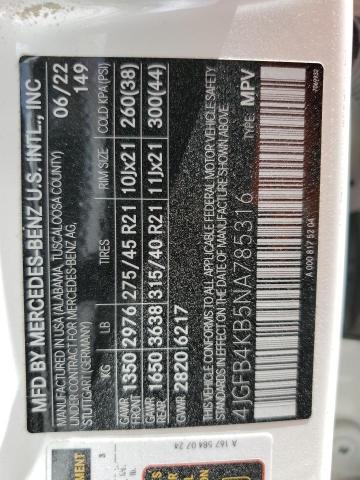 MFD BY MERCEDES-BENZ U.S. INT'L., INC
MANUFACTURED IN USA (ALABAMA, TUSCALOOSA COUNTY) 06/22
UNDER CONTRACT FOR MERCEDES-BENZ AG, 149
STUTTGART (GERMANY)
KG LB TIRES RIM SIZE COLD KPA(PSI)
GAWR FRONT 1350 2976 275/45 R21 10Jx21 260(38)
GAWR REAR 1650 3638 315/40 R21 11Jx21 300(44)
GVWR 2820 6217
THIS VEHICLE CONFORMS TO ALL APPLICABLE FEDERAL MOTOR VEHICLE SAFETY
STANDARDS IN EFFECT ON THE DATE OF MANUFACTURE SHOWN ABOVE.
4JGFB4KB5NA785316 TYPE: MPV
A 000 817 52 04
A 167 584 07 24